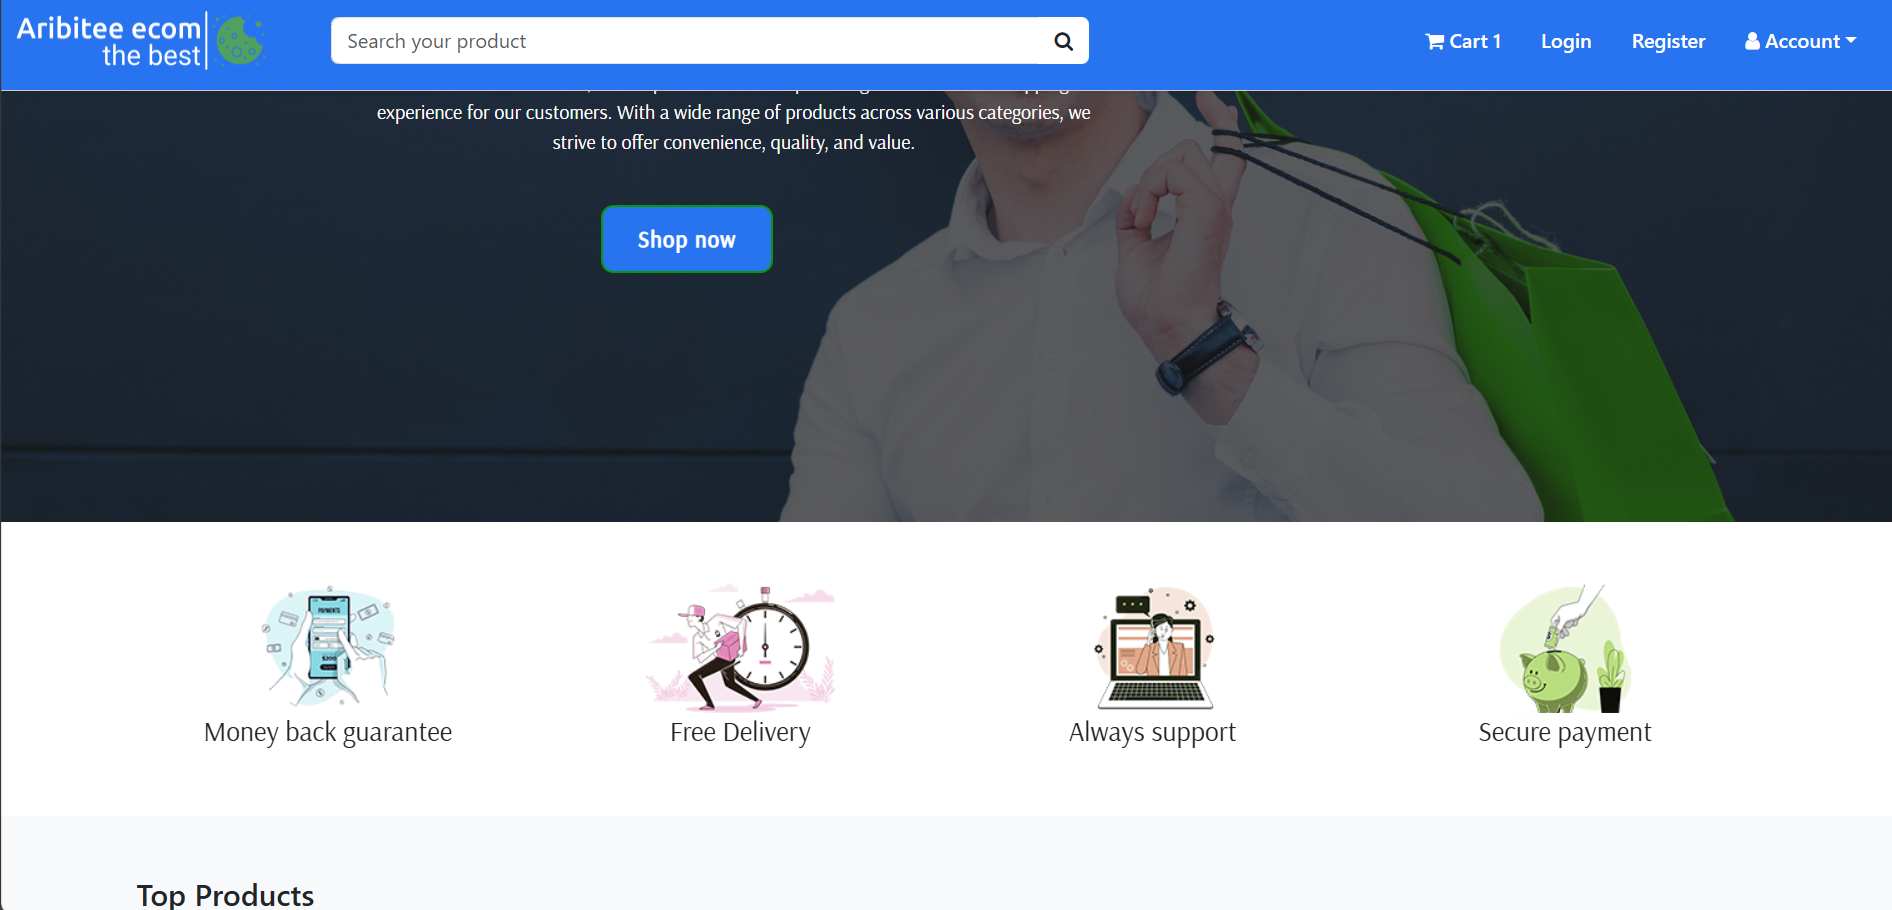 Aribitee ecom
the best
Search your product
Cart 1
Login
Register
Account
experience for our customers. With a wide range of products across various categories, we
strive to offer convenience, quality, and value.
Shop now
PAYMENTS
Money back guarantee
Free Delivery
Always support
Secure payment
Top Products